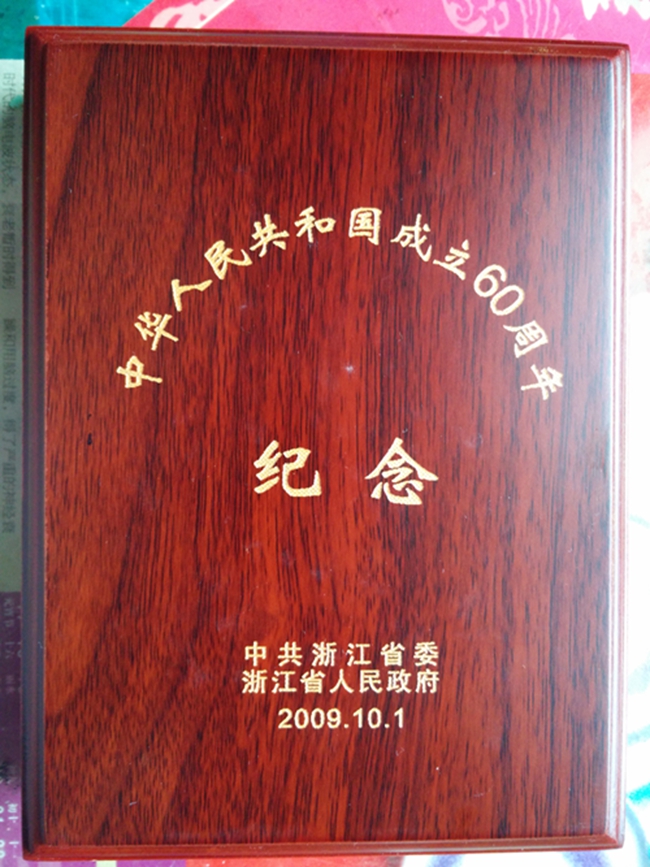 中华人民共和国成立60周年
纪念
中共浙江省委
浙江省人民政府
2009.10.1